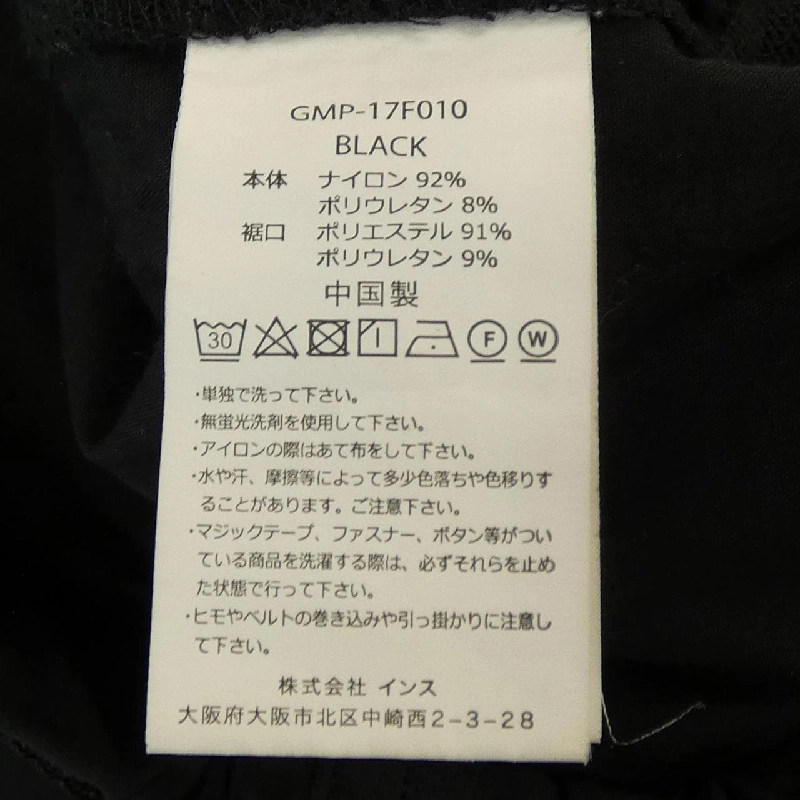 GMP-17F010
BLACK
本体 ナイロン 92%
ポリウレタン 8%
裾口 ポリエステル 91%
ポリウレタン 9%
中国製
30 F W
・単独で洗って下さい。
・無蛍光洗剤を使用して下さい。
・アイロンの際はあて布をして下さい。
・水や汗、摩擦等によって多少色落ちや色移りす
ることがあります。ご注意下さい。
・マジックテープ、ファスナー、ボタン等がつい
ている商品を洗濯する際は、必ずそれらを止め
た状態で行って下さい。
・ヒモやベルトの巻き込みや引っ掛かりに注意し
て下さい。
株式会社 インス
大阪府大阪市北区中崎西2-3-28